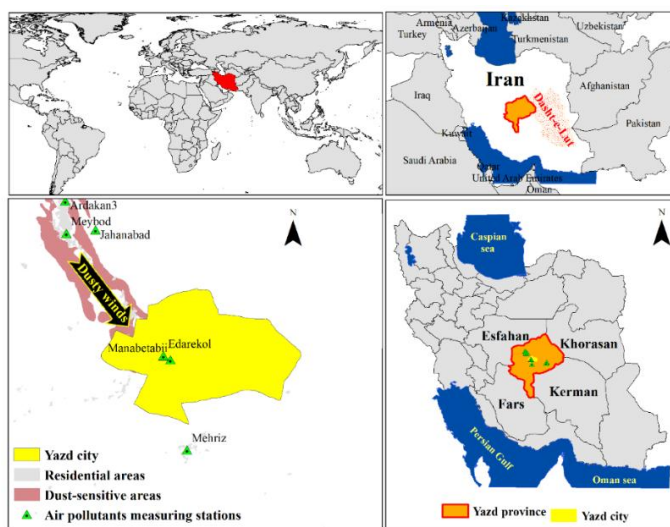 Kazakhstan
Armenia
Azerbaijan
Uzbekistan
Turkey
Turkmenistan
Iran
Afghanistan
Iraq
Dasht-e-Lut
Pakistan
Kuwait
Saudi Arabia
Qatar
United Arab Emirates
Oman
N
Ardakan3
Meybod
Jahanabad
Dusty winds
Manabetabii
Edarekol
Mehriz
Yazd city
Residential areas
Dust-sensitive areas
Air pollutants measuring stations
N
Caspian
sea
Esfahan
Khorasan
Kerman
Fars
Persian Gulf
Oman sea
Yazd province
Yazd city